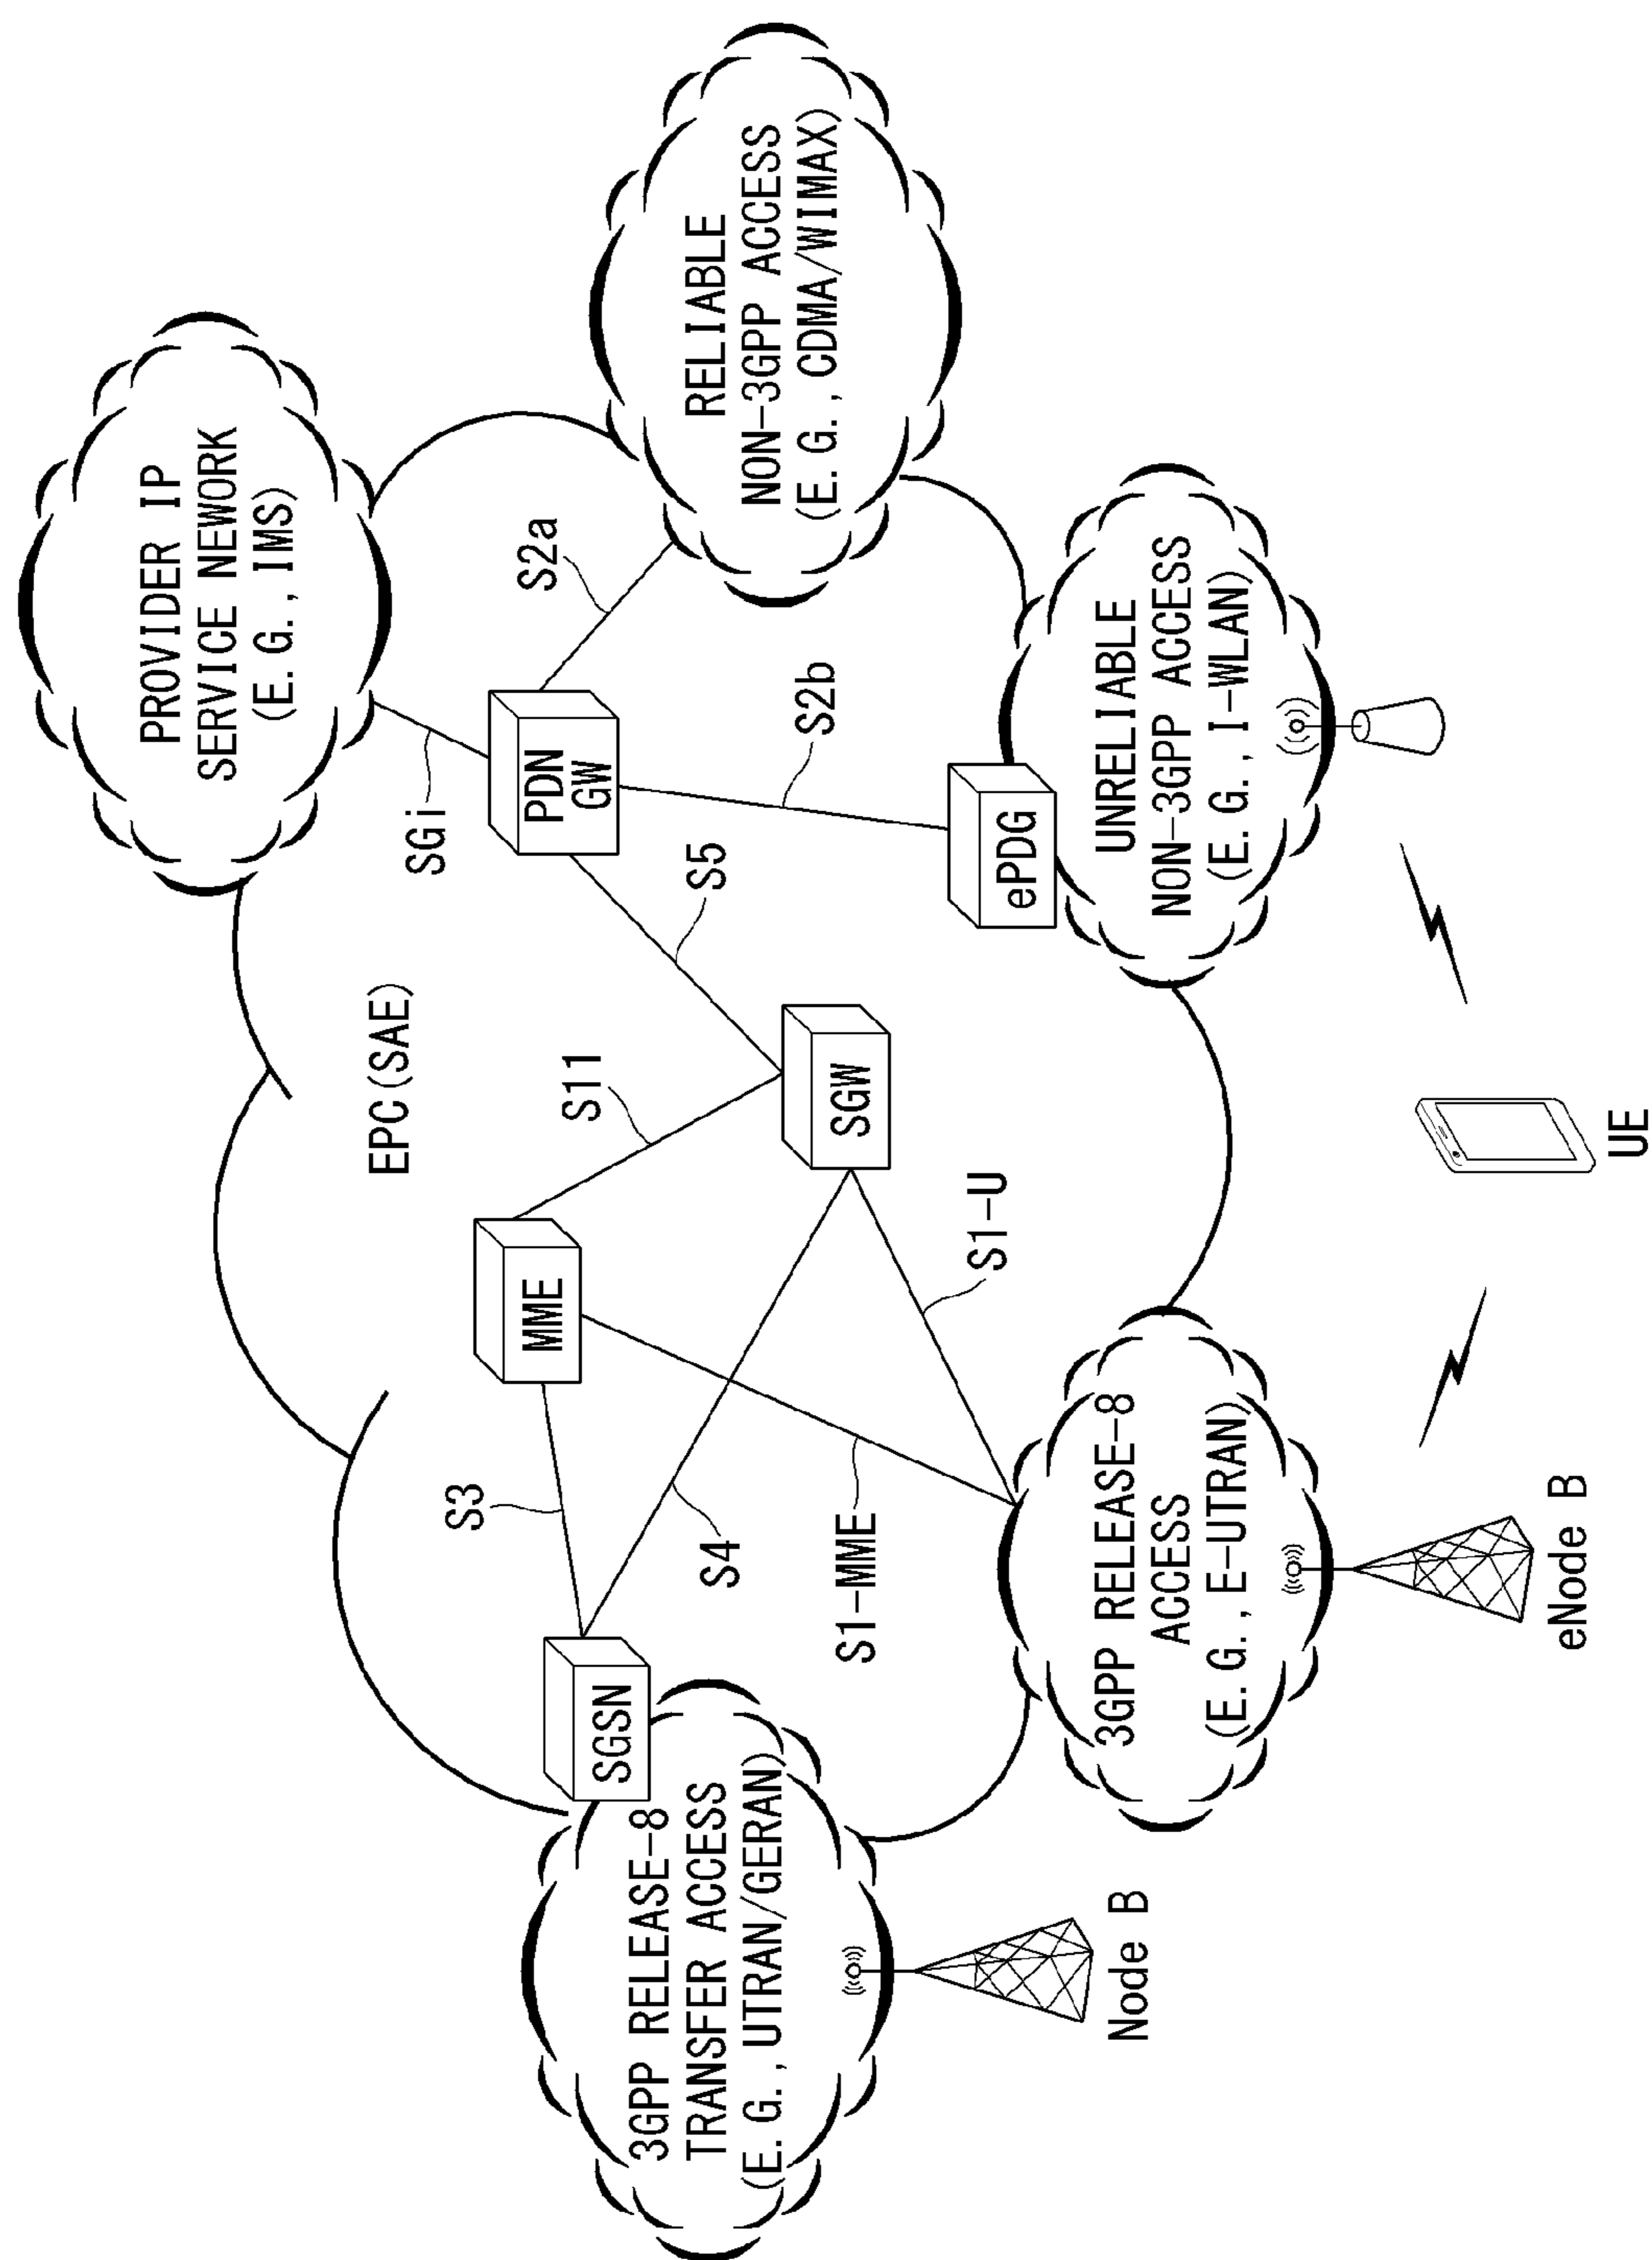 PROVIDER IP
SERVICE NEWORK
(E. G., IMS)
EPC(SAE)
SGi
S2a
PDN
GW
RELIABLE
NON-3GPP ACCESS
(E. G., CDMA/WIMAX)
S3
MME
S11
S5
S2b
SGSN
3GPP RELEASE-8
TRANSFER ACCESS
(E. G., UTRAN/GERAN)
S4
SGW
S1-MME
S1-U
ePDG
Node B
3GPP RELEASE-8
ACCESS
(E. G., E-UTRAN)
UNRELIABLE
NON-3GPP ACCESS
(E. G., I-WLAN)
eNode B
UE